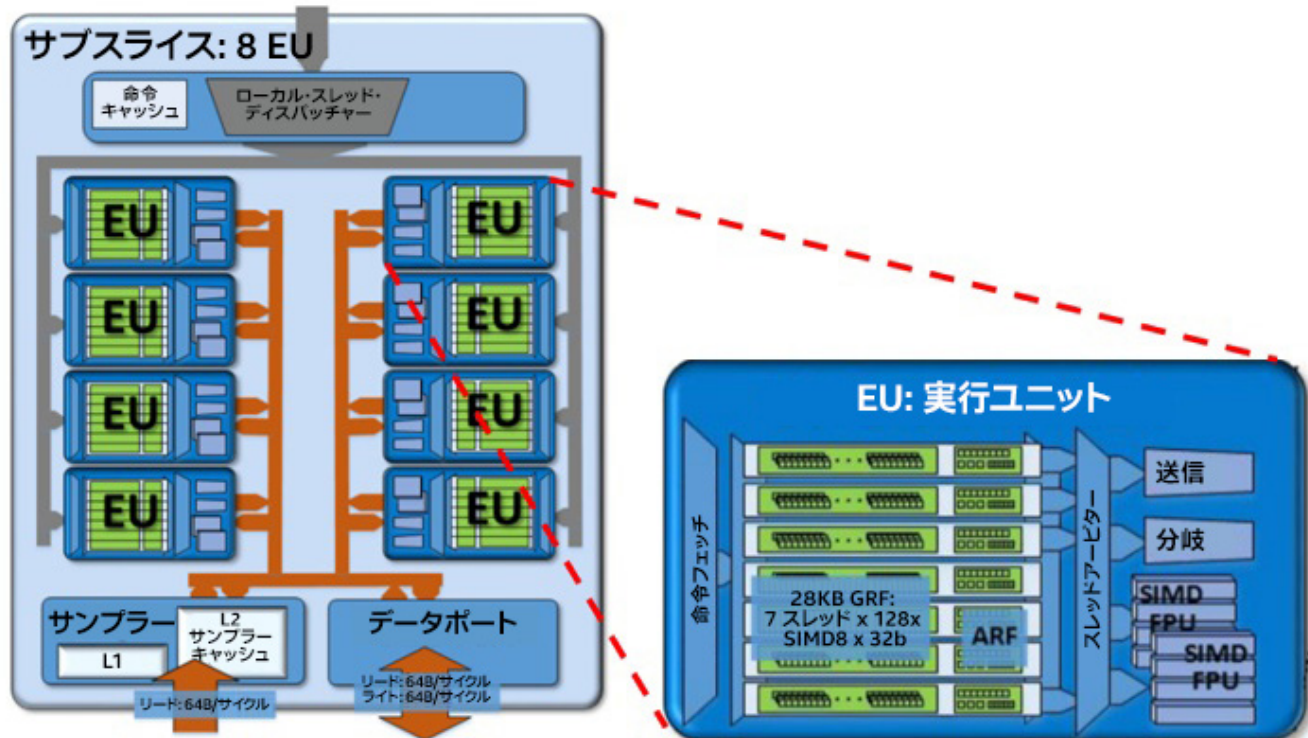 サブスライス: 8 EU
命令
キャッシュ
ローカル・スレッド・
ディスパッチャー
EU
EU
EU
EU
EU
EU
EU
EU
サンプラー
L1
L2
サンプラー
キャッシュ
リード: 64B/サイクル
データポート
リード: 64B/サイクル
ライト: 64B/サイクル
EU: 実行ユニット
命令フェッチ
28KB GRF:
7 スレッド x 128x
SIMD8 x 32b
ARF
スレッドアービター
送信
分岐
SIMD
FPU
SIMD
FPU